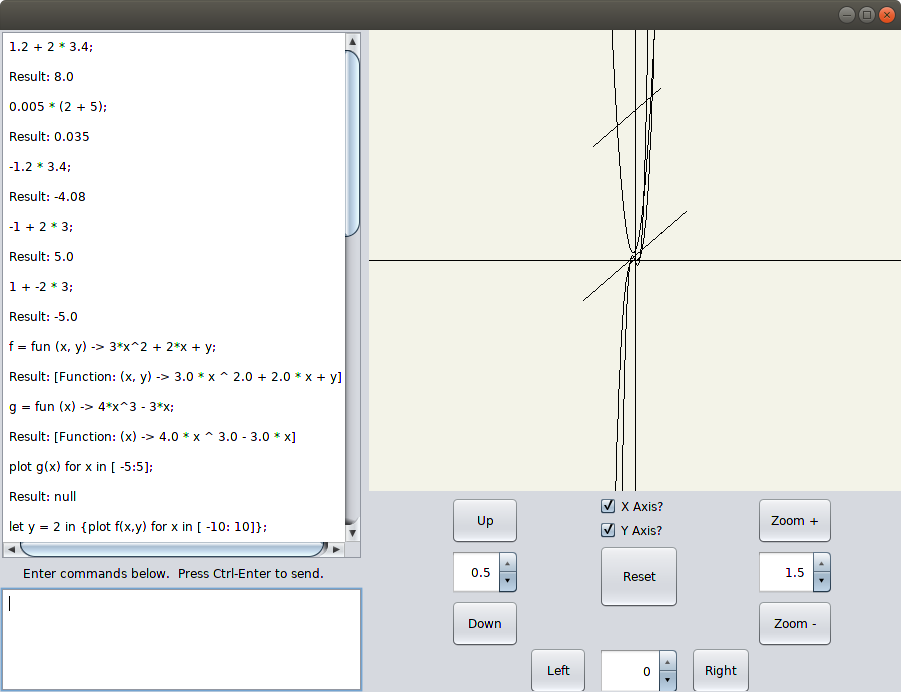 1.2 + 2 * 3.4;
Result: 8.0
0.005 * (2 + 5);
Result: 0.035
-1.2 * 3.4;
Result: -4.08
-1 + 2 * 3;
Result: 5.0
1 + -2 * 3;
Result: -5.0
f = fun (x, y) -> 3*x^2 + 2*x + y;
Result: [Function: (x, y) -> 3.0 * x ^ 2.0 + 2.0 * x + y]
g = fun (x) -> 4*x^3 - 3*x;
Result: [Function: (x) -> 4.0 * x ^ 3.0 - 3.0 * x]
plot g(x) for x in [ -5:5];
Result: null
let y = 2 in {plot f(x,y) for x in [ -10: 10]};
Enter commands below. Press Ctrl-Enter to send.
Up
0.5
Down
X Axis?
Y Axis?
Reset
Zoom +
1.5
Zoom -
Left
0
Right